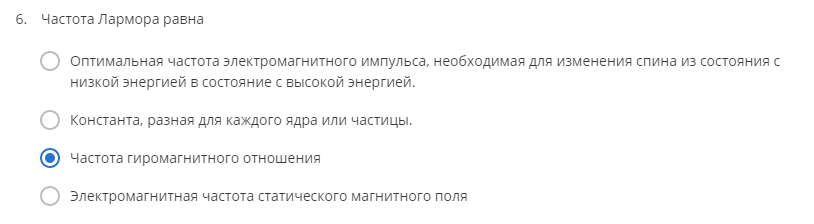 6. Частота Лармора равна
Оптимальная частота электромагнитного импульса, необходимая для изменения спина из состояния с
низкой энергией в состояние с высокой энергией.
Константа, разная для каждого ядра или частицы.
Частота гиромагнитного отношения
Электромагнитная частота статического магнитного поля